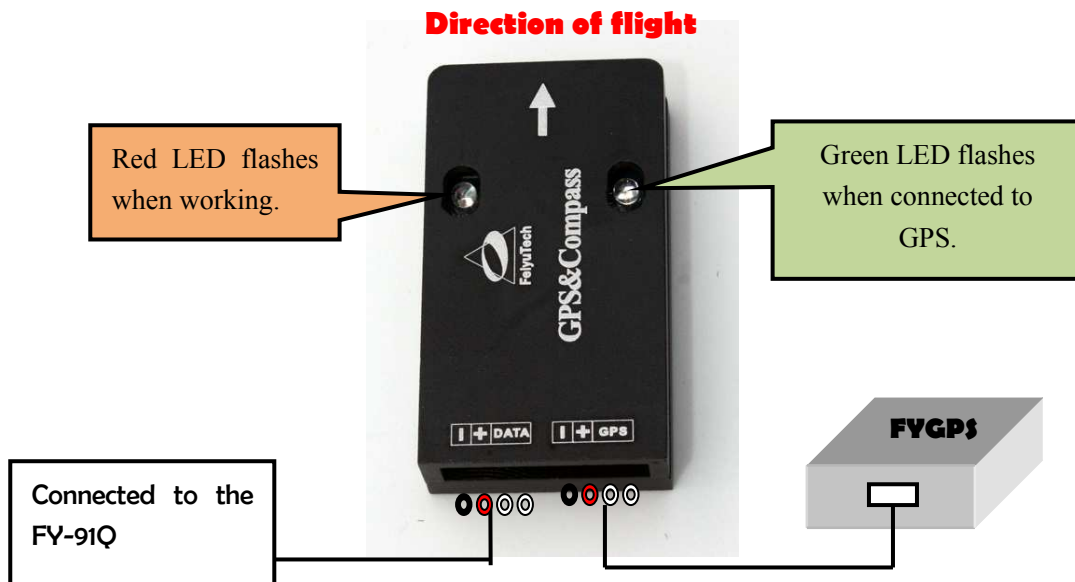 Direction of flight
Red LED flashes
when working.
Green LED flashes
when connected to
GPS.
FeiyuTech
GPS&Compass
FYGPS
I + DATA
I + GPS
Connected to the
FY-91Q